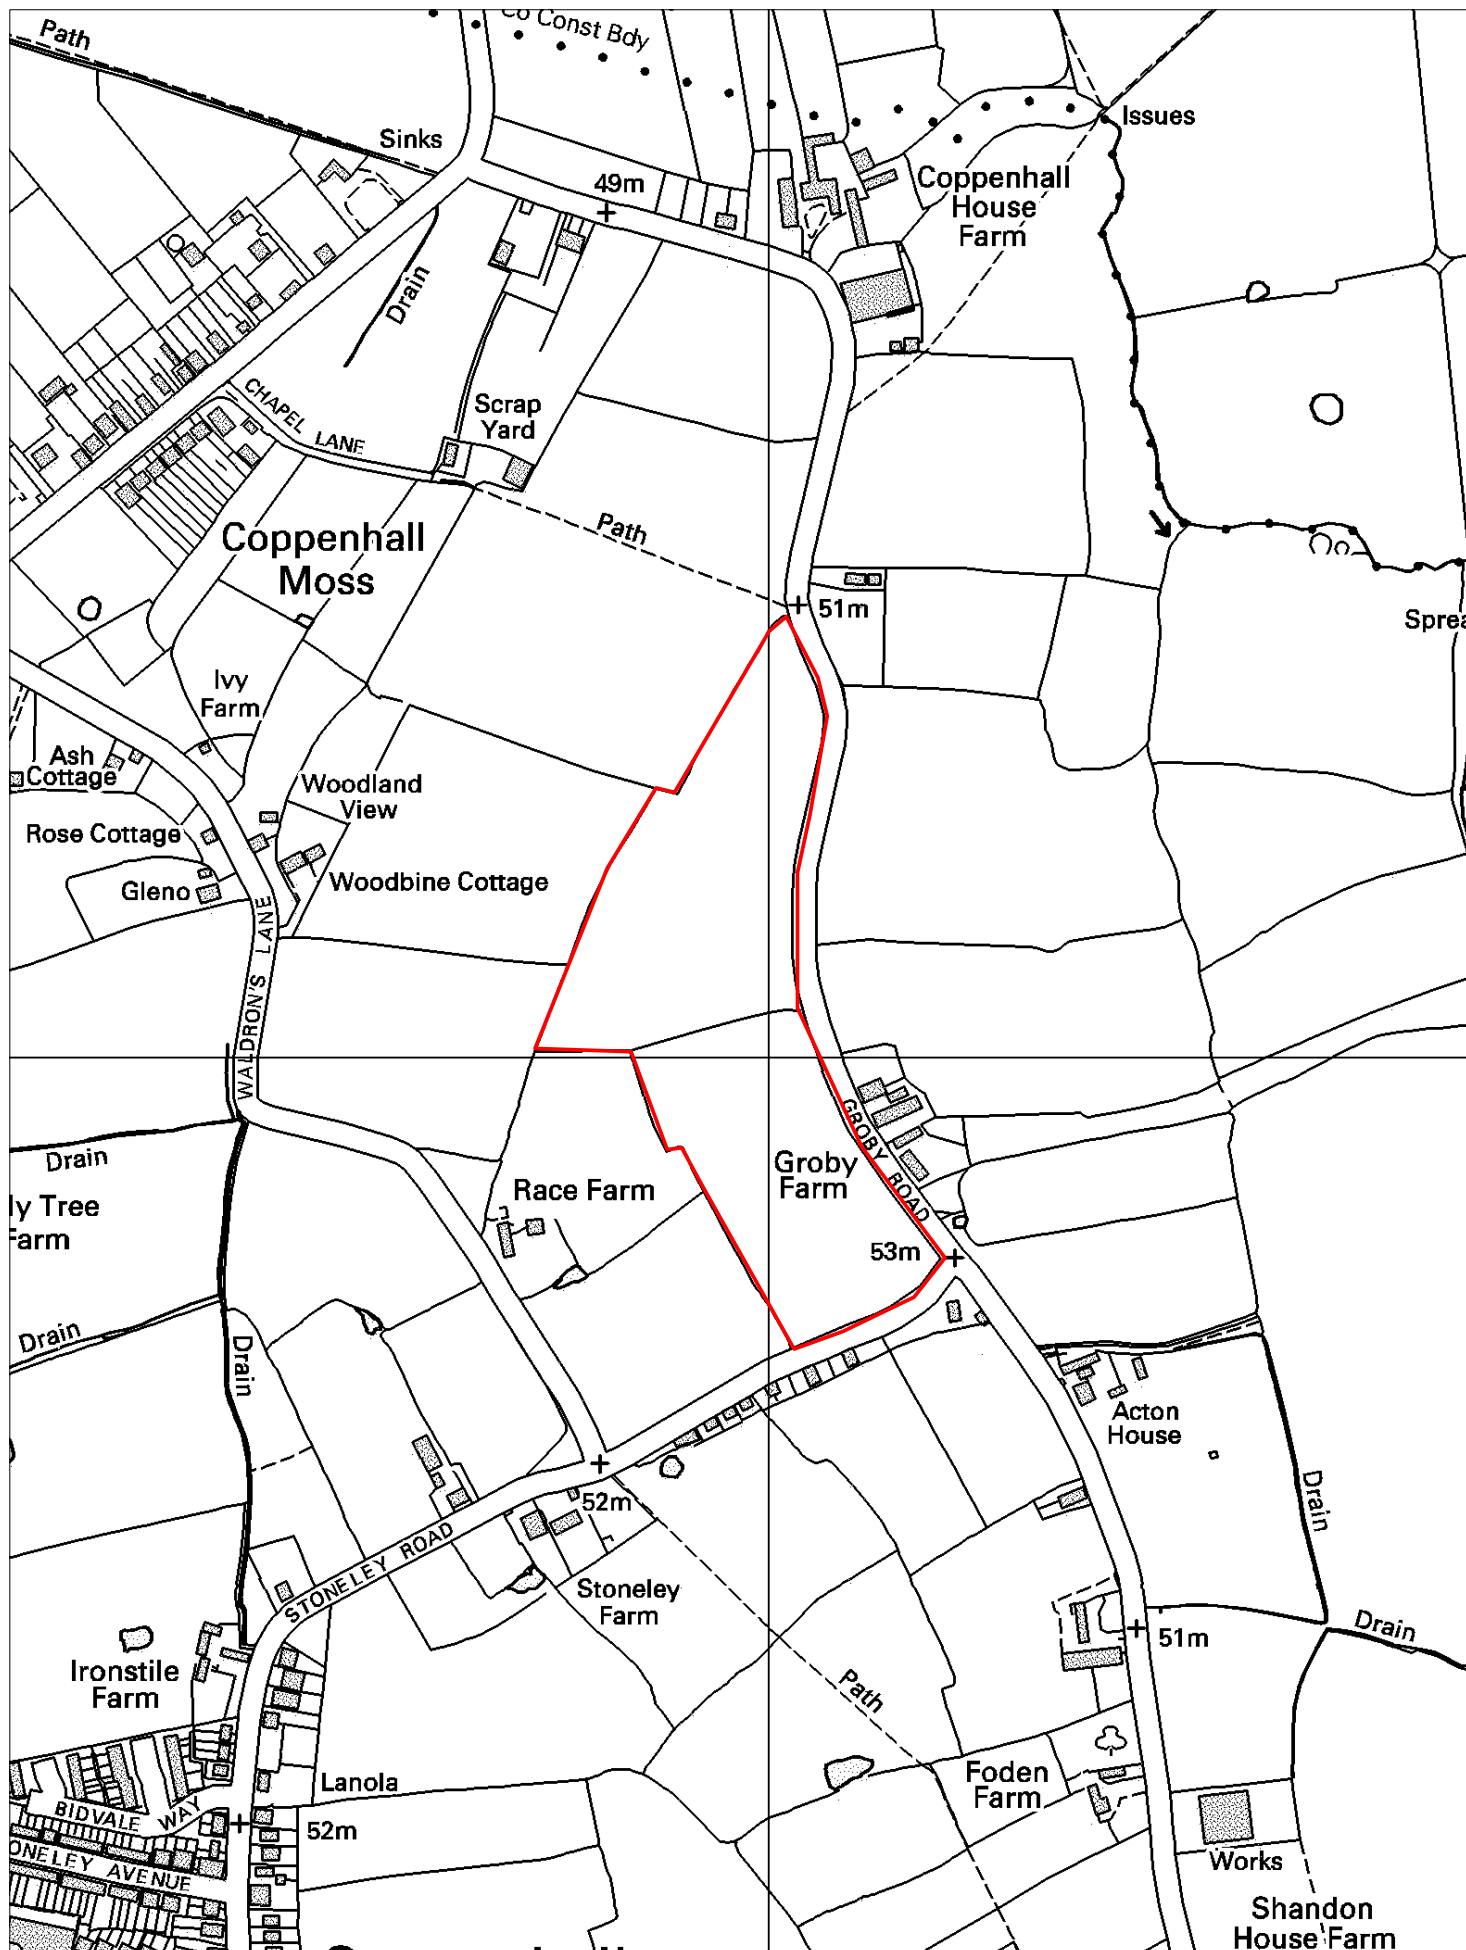 Path
Co Const Bdy
Sinks
Issues
49m
Coppenhall
House
Farm
Drain
CHAPEL LANE
Scrap
Yard
Path
Coppenhall
Moss
51m
Ivy
Farm
Ash
Cottage
Woodland
View
Rose Cottage
Woodbine Cottage
Gleno
WALDRON'S LANE
GROBY ROAD
Drain
Groby
Farm
Race Farm
ly Tree
Farm
53m
Drain
Drain
Acton
House
Drain
52m
STONELEY ROAD
Stoneley
Farm
Drain
51m
Ironstile
Farm
Path
Foden
Farm
Lanola
BIDVALE WAY
52m
ONELEY AVENUE
Works
Shandon
House Farm